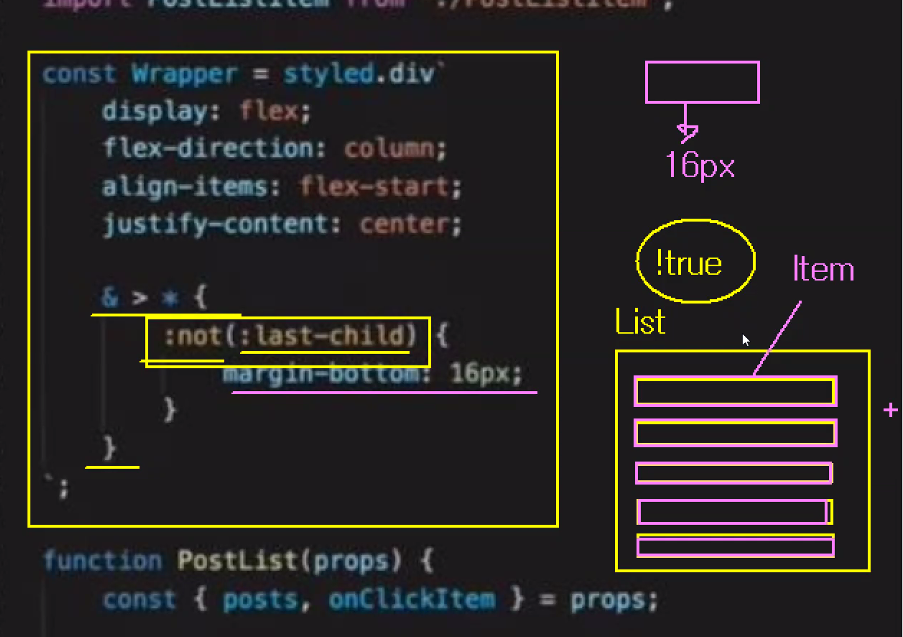 import PostListItem from "./PostListItem";
const Wrapper = styled.div`
display: flex;
flex-direction: column;
align-items: flex-start;
justify-content: center;
& > * {
:not(:last-child) {
margin-bottom: 16px;
}
}
`;
function PostList(props) {
const { posts, onClickItem } = props;
16px
!true
Item
List
+